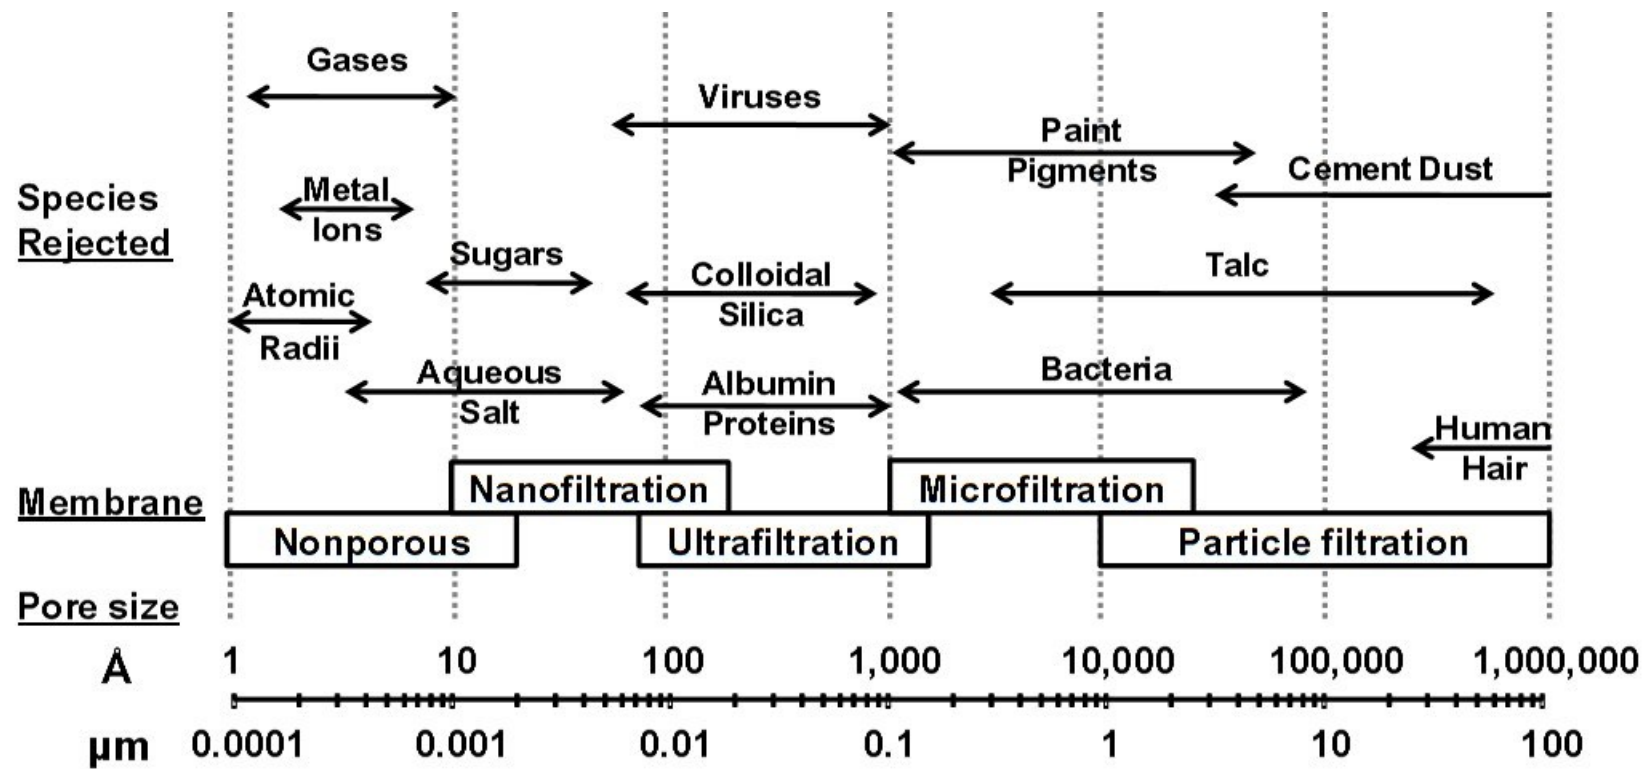 Gases
Viruses
Paint
Pigments
Cement Dust
Species
Rejected
Metal
Ions
Sugars
Colloidal
Silica
Talc
Atomic
Radii
Aqueous
Salt
Albumin
Proteins
Bacteria
Human
Hair
Membrane
Nanofiltration
Microfiltration
Nonporous
Ultrafiltration
Particle filtration
Pore size
Å 1 10 100 1,000 10,000 100,000 1,000,000
μm 0.0001 0.001 0.01 0.1 1 10 100